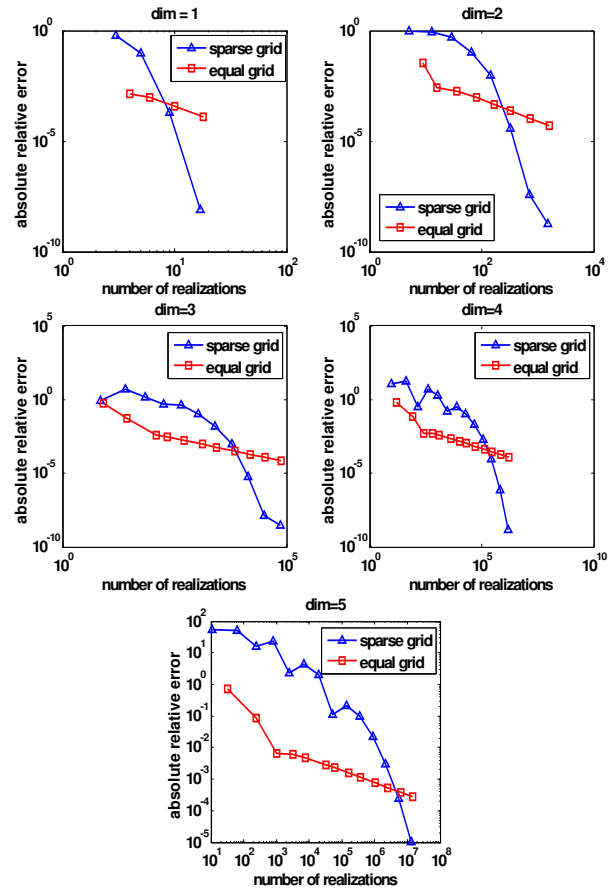 dim = 1
absolute relative error
10^0
10^-5
10^-10
sparse grid
equal grid
10^0
10^1
10^2
number of realizations
dim=2
absolute relative error
10^0
10^-5
10^-10
sparse grid
equal grid
10^0
10^2
10^4
number of realizations
dim=3
absolute relative error
10^5
10^0
10^-5
10^-10
sparse grid
equal grid
10^0
10^5
number of realizations
dim=4
absolute relative error
10^5
10^0
10^-5
10^-10
sparse grid
equal grid
10^0
10^5
10^10
number of realizations
dim=5
absolute relative error
10^2
10^1
10^0
10^-1
10^-2
10^-3
10^-4
10^-5
sparse grid
equal grid
10^1
10^2
10^3
10^4
10^5
10^6
10^7
10^8
number of realizations